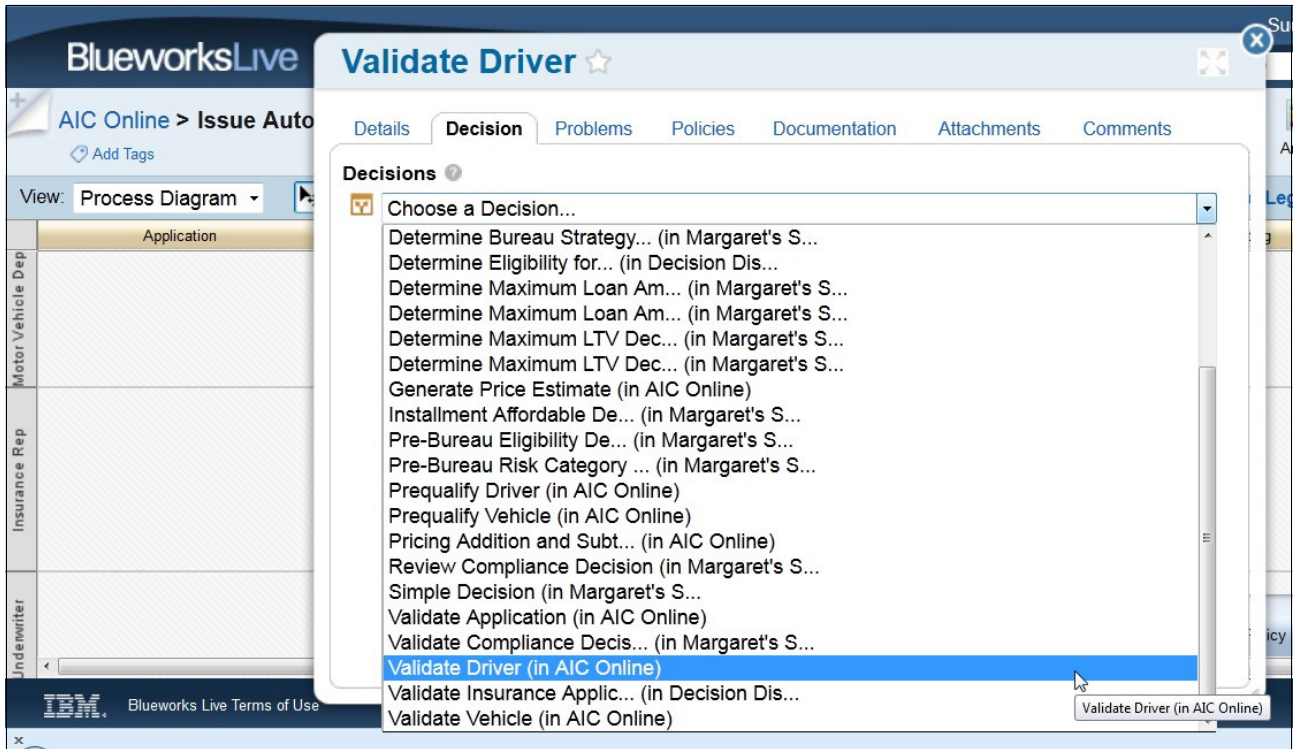 BlueworksLive
Validate Driver
AIC Online > Issue Auto
Add Tags
Details Decision Problems Policies Documentation Attachments Comments
Decisions
View: Process Diagram
Choose a Decision...
Application
Motor Vehicle Dep
Insurance Rep
Underwriter
Determine Bureau Strategy... (in Margaret's S...
Determine Eligibility for... (in Decision Dis...
Determine Maximum Loan Am... (in Margaret's S...
Determine Maximum Loan Am... (in Margaret's S...
Determine Maximum LTV Dec... (in Margaret's S...
Determine Maximum LTV Dec... (in Margaret's S...
Generate Price Estimate (in AIC Online)
Installment Affordable De... (in Margaret's S...
Pre-Bureau Eligibility De... (in Margaret's S...
Pre-Bureau Risk Category ... (in Margaret's S...
Prequalify Driver (in AIC Online)
Prequalify Vehicle (in AIC Online)
Pricing Addition and Subt... (in AIC Online)
Review Compliance Decision (in Margaret's S...
Simple Decision (in Margaret's S...
Validate Application (in AIC Online)
Validate Compliance Decis... (in Margaret's S...
Validate Driver (in AIC Online)
Validate Insurance Applic... (in Decision Dis...
Validate Vehicle (in AIC Online)
Validate Driver (in AIC Online)
IBM. Blueworks Live Terms of Use